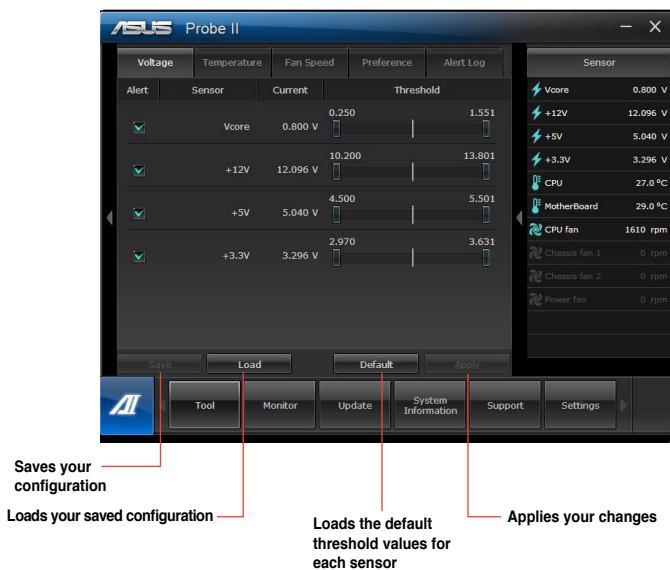 ASUS Probe II
Voltage Temperature Fan Speed Preference Alert Log
Alert Sensor Current Threshold
Vcore 0.800 V 0.250 1.551
+12V 12.096 V 10.200 13.801
+5V 5.040 V 4.500 5.501
+3.3V 3.296 V 2.970 3.631
Save Load Default Apply
Sensor
Vcore 0.800 V
+12V 12.096 V
+5V 5.040 V
+3.3V 3.296 V
CPU 27.0 ºC
MotherBoard 29.0 ºC
CPU fan 1610 rpm
Chassis fan 1 0 rpm
Chassis fan 2 0 rpm
Power fan 0 rpm
AI Tool Monitor Update System Information Support Settings
Saves your
configuration
Loads your saved configuration
Loads the default
threshold values for
each sensor
Applies your changes